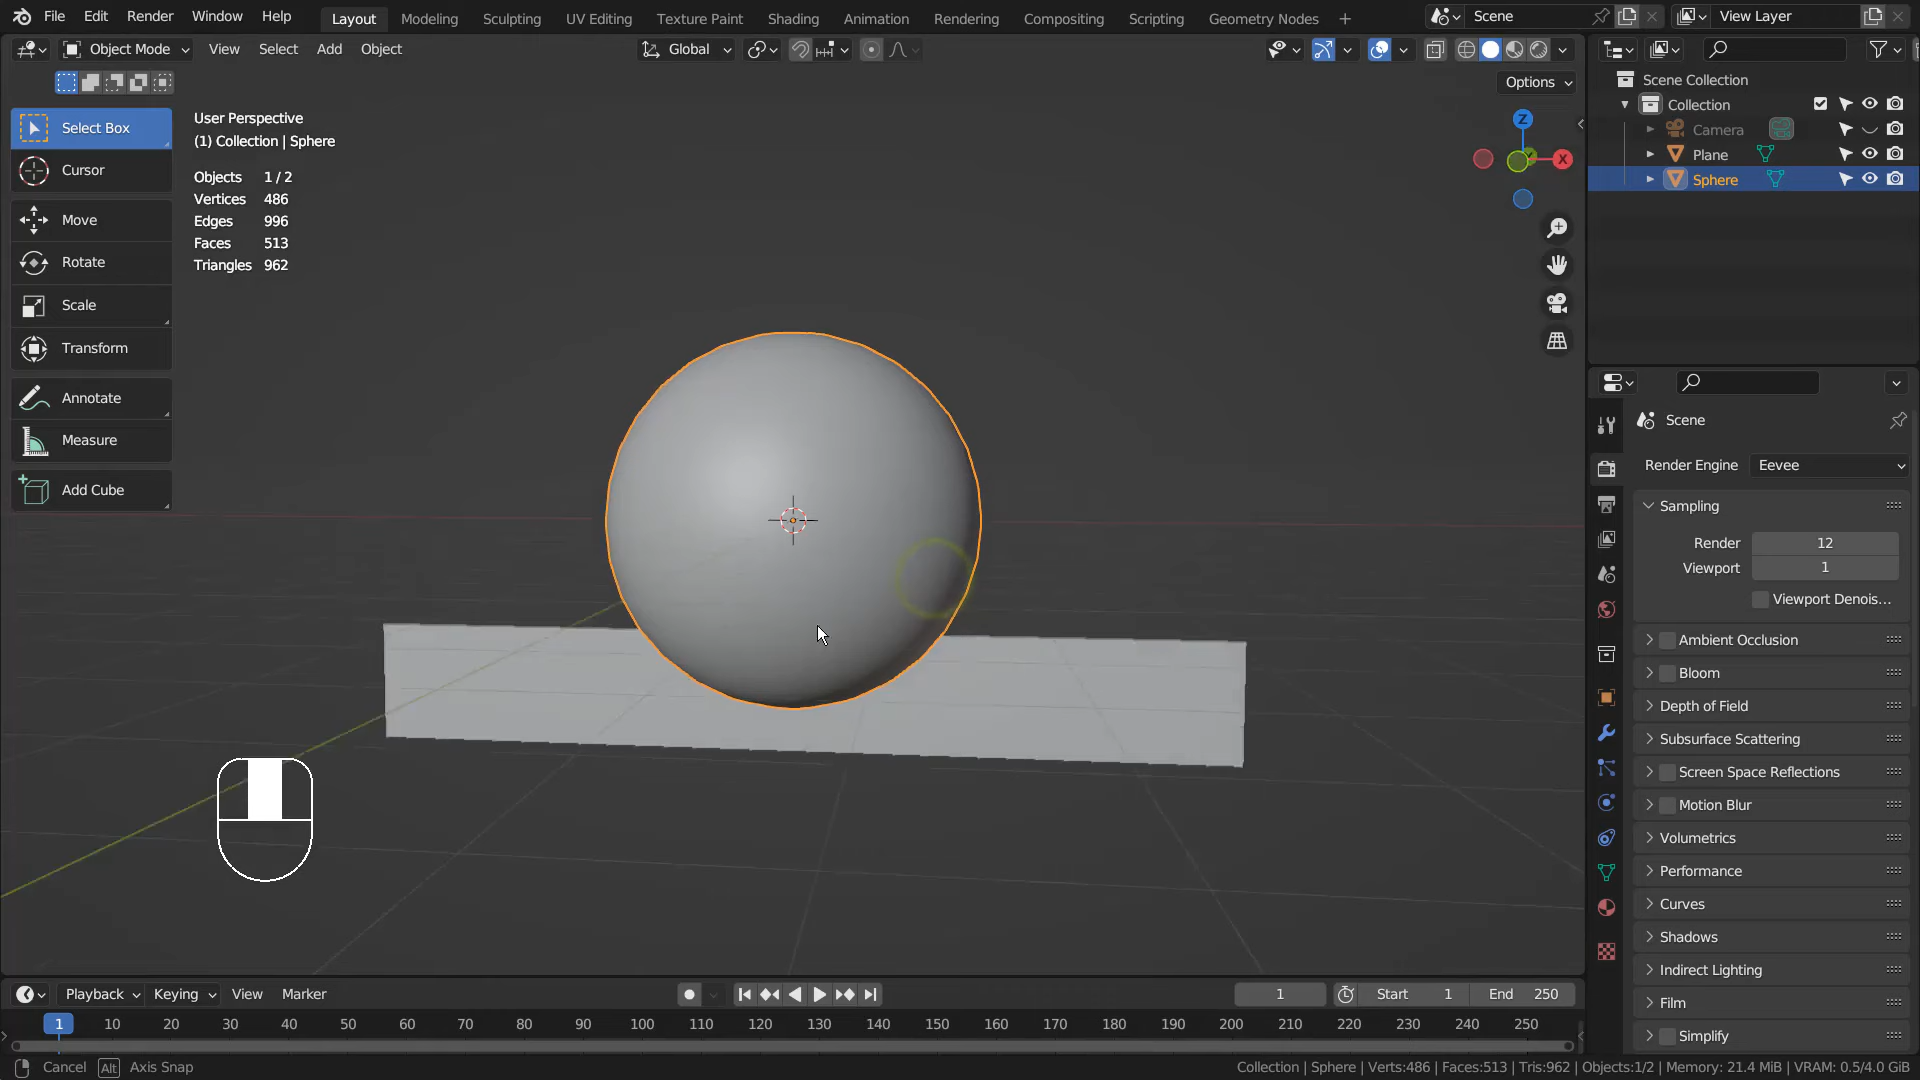 File Edit Render Window Help Layout Modeling Sculpting UV Editing Texture Paint Shading Animation Rendering Compositing Scripting Geometry Nodes + Scene View Layer
Object Mode View Select Add Object Global
Options
Select Box
Cursor
Move
Rotate
Scale
Transform
Annotate
Measure
Add Cube
User Perspective
(1) Collection | Sphere
Objects 1 / 2
Vertices 486
Edges 996
Faces 513
Triangles 962
Z
X
Scene Collection
Collection
Camera
Plane
Sphere
Scene
Render Engine Eevee
Sampling
Render 12
Viewport 1
Viewport Denois...
Ambient Occlusion
Bloom
Depth of Field
Subsurface Scattering
Screen Space Reflections
Motion Blur
Volumetrics
Performance
Curves
Shadows
Indirect Lighting
Film
Simplify
Playback Keying View Marker 1 Start 1 End 250
1 10 20 30 40 50 60 70 80 90 100 110 120 130 140 150 160 170 180 190 200 210 220 230 240 250
Cancel Alt Axis Snap Collection | Sphere | Verts:486 | Faces:513 | Tris:962 | Objects:1/2 | Memory: 21.4 MiB | VRAM: 0.5/4.0 GiB